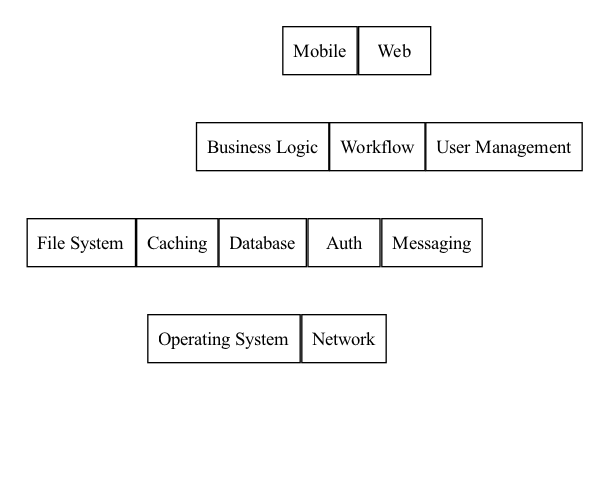 Mobile Web
Business Logic Workflow User Management
File System Caching Database Auth Messaging
Operating System Network